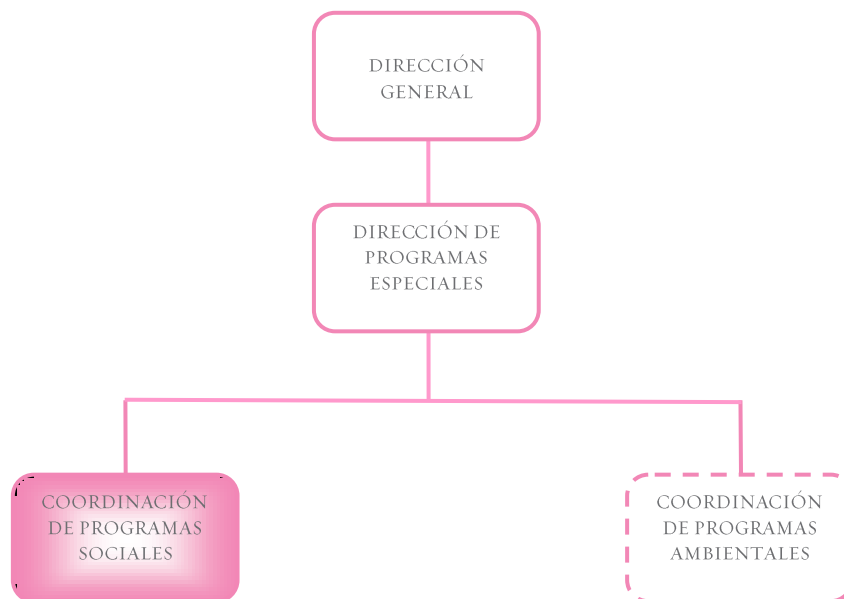 DIRECCIÓN
GENERAL
DIRECCIÓN DE
PROGRAMAS
ESPECIALES
COORDINACIÓN
DE PROGRAMAS
SOCIALES
COORDINACIÓN
DE PROGRAMAS
AMBIENTALES